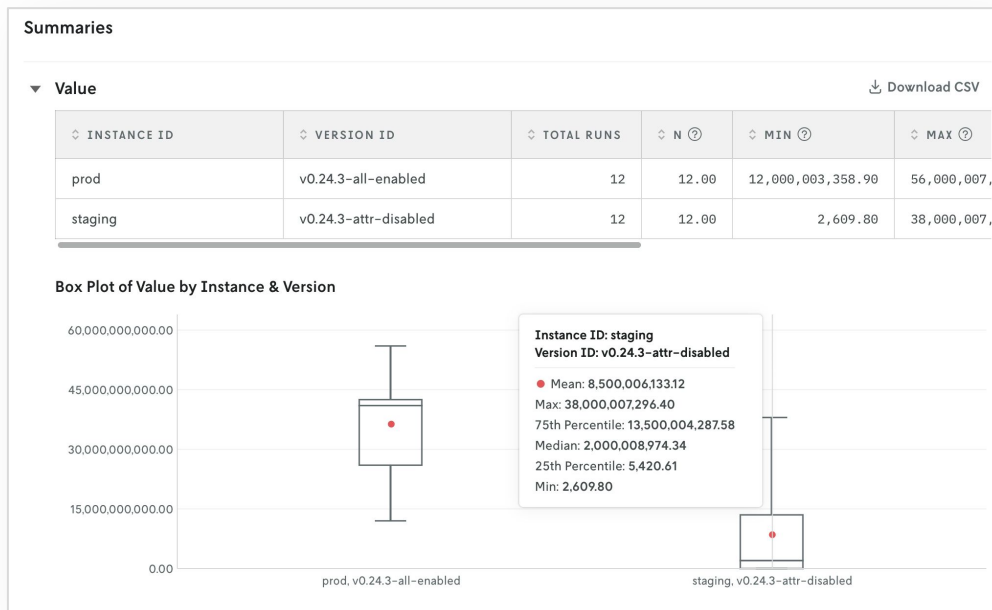 Summaries
Value
Download CSV
INSTANCE ID VERSION ID TOTAL RUNS N ? MIN ? MAX ?
prod v0.24.3-all-enabled 12 12.00 12,000,003,358.90 56,000,007,
staging v0.24.3-attr-disabled 12 12.00 2,609.80 38,000,007,
Box Plot of Value by Instance & Version
60,000,000,000.00
45,000,000,000.00
30,000,000,000.00
15,000,000,000.00
0.00
Instance ID: staging
Version ID: v0.24.3-attr-disabled
Mean: 8,500,006,133.12
Max: 38,000,007,296.40
75th Percentile: 13,500,004,287.58
Median: 2,000,008,974.34
25th Percentile: 5,420.61
Min: 2,609.80
prod, v0.24.3-all-enabled
staging, v0.24.3-attr-disabled